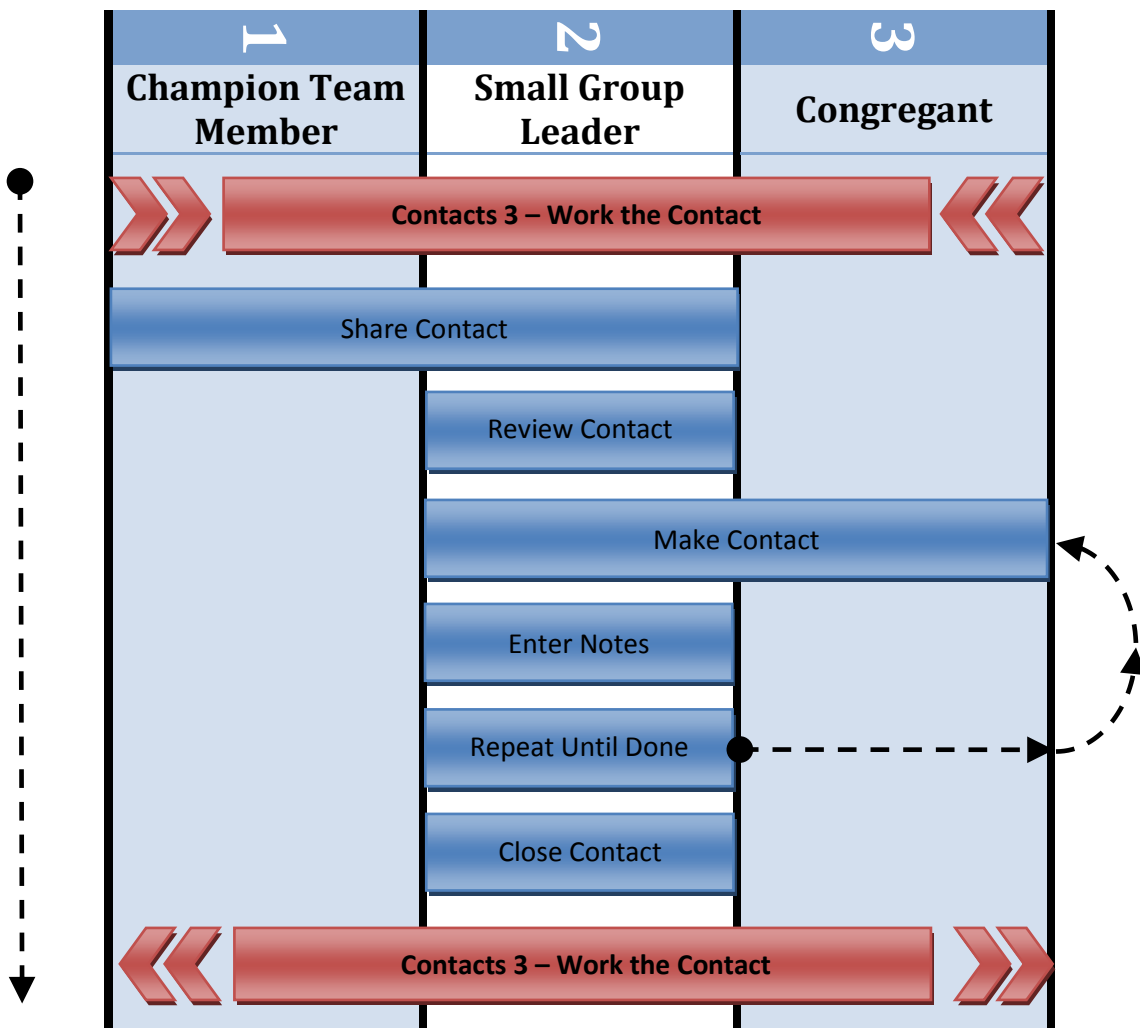 1
2
3
Champion Team
Member
Small Group
Leader
Congregant
Contacts 3 – Work the Contact
Share Contact
Review Contact
Make Contact
Enter Notes
Repeat Until Done
Close Contact
Contacts 3 – Work the Contact